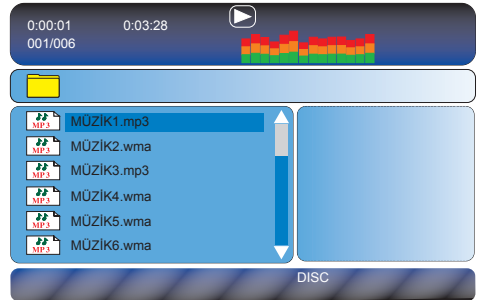 0:00:01 0:03:28
001/006
MP3 MÜZİK1.mp3
MP3 MÜZİK2.wma
MP3 MÜZİK3.mp3
MP3 MÜZİK4.wma
MP3 MÜZİK5.wma
MP3 MÜZİK6.wma
DISC